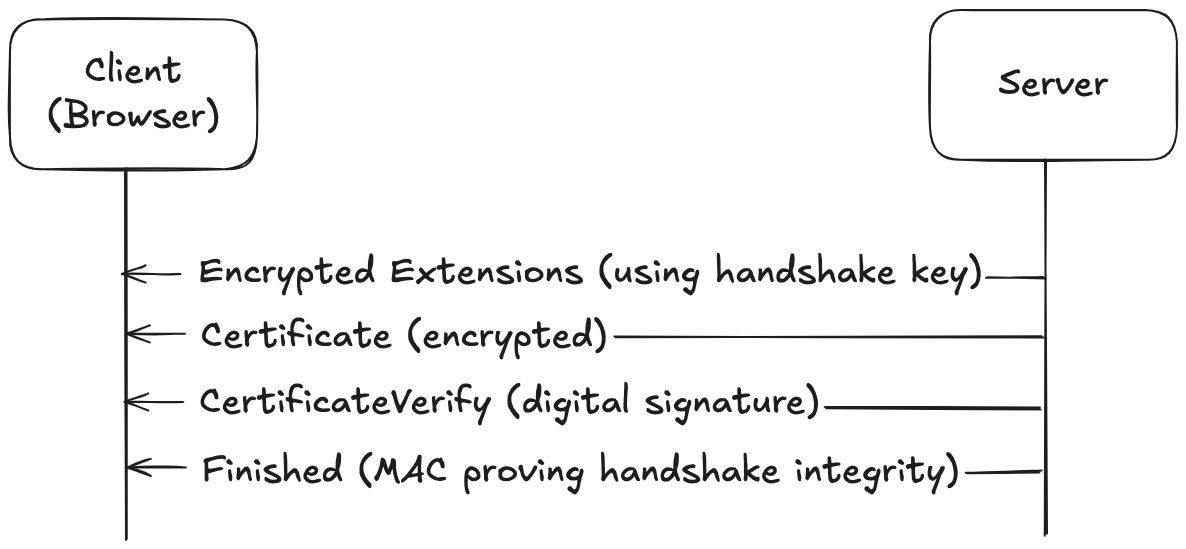 Client
(Browser)
Server
Encrypted Extensions (using handshake key)
Certificate (encrypted)
CertificateVerify (digital signature)
Finished (MAC proving handshake integrity)